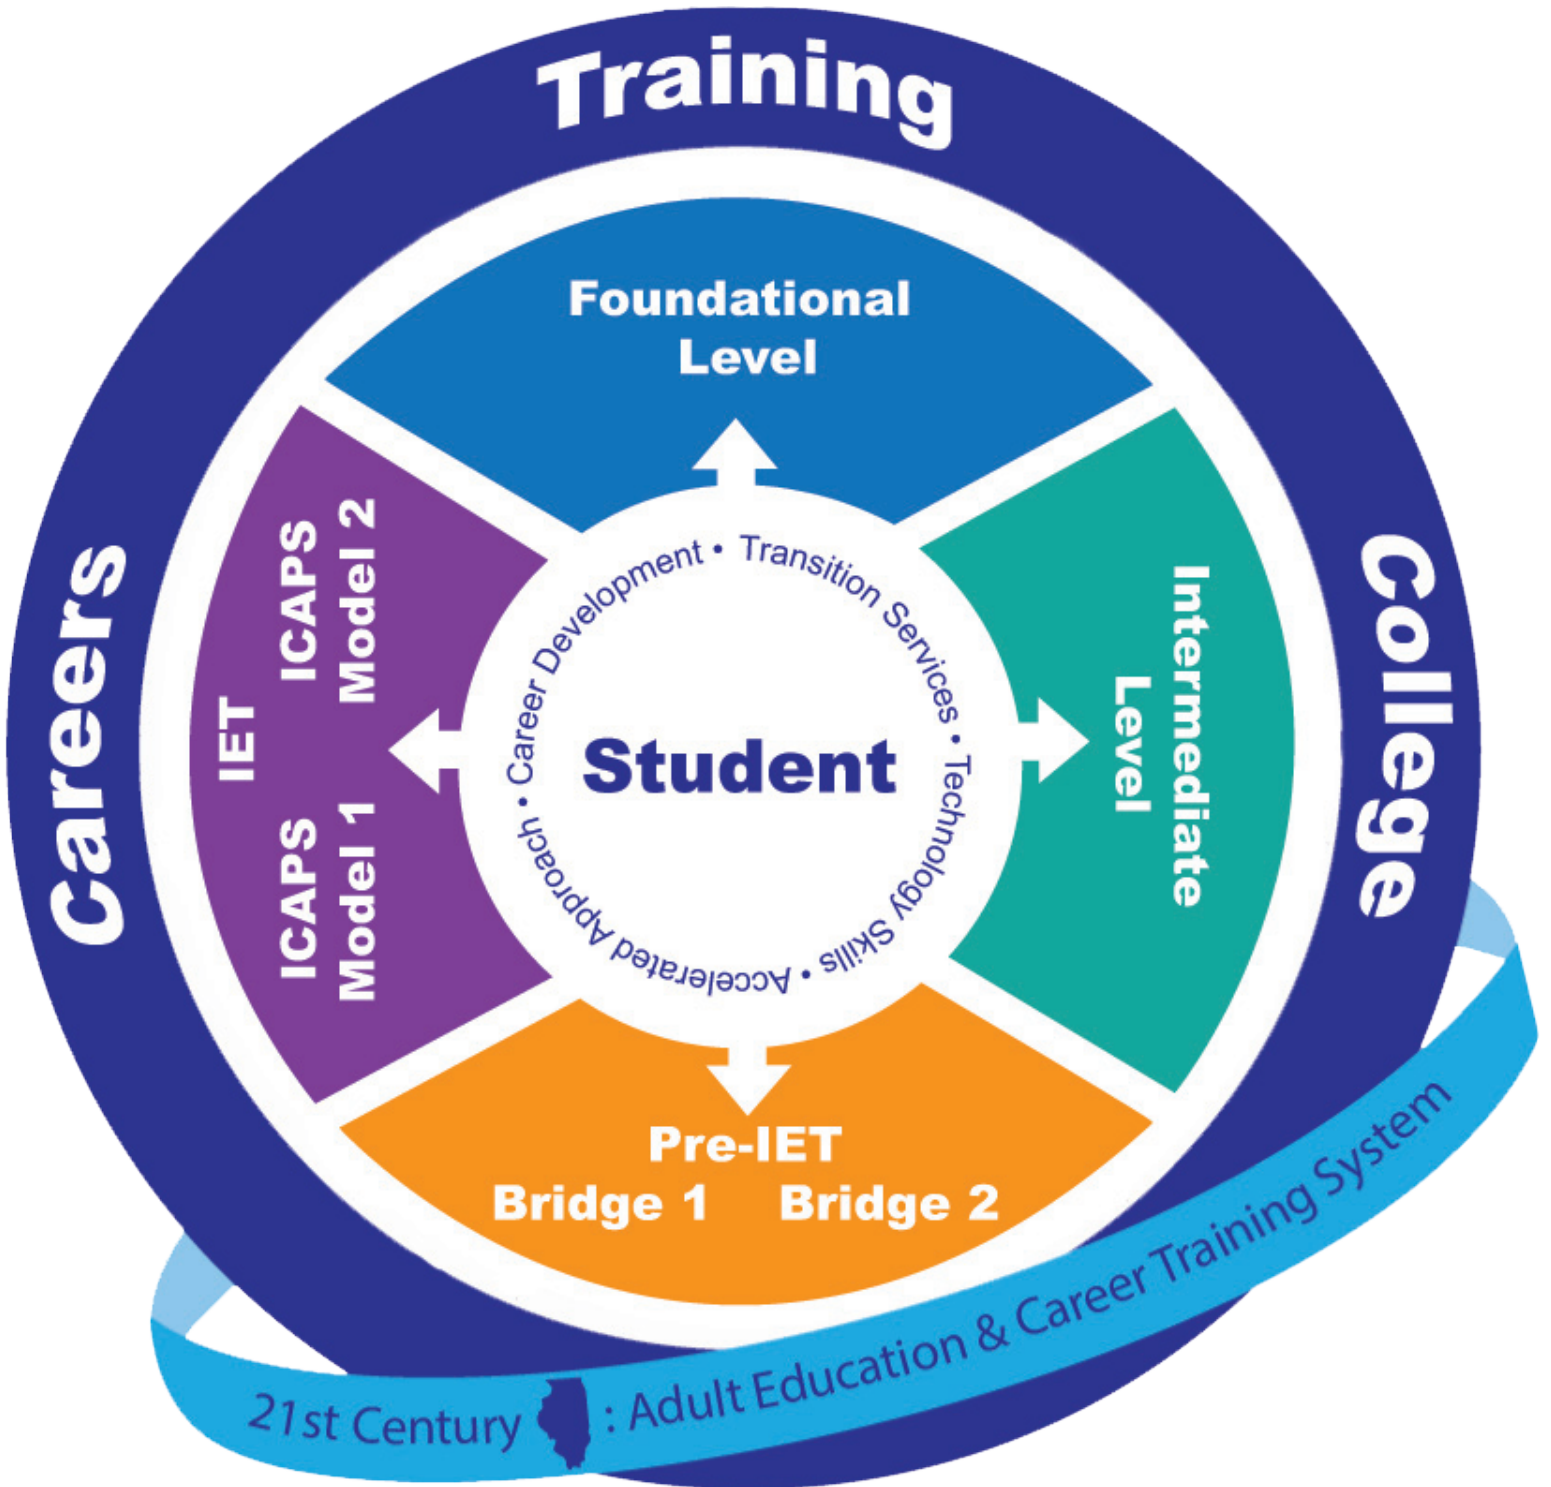 Training
Foundational
Level
Careers
IET
ICAPS
Model 2
ICAPS
Model 1
Career Development • Transition Services • Technology Skills • Accelerated Approach •
Student
Intermediate
Level
College
Pre-IET
Bridge 1 Bridge 2
21st Century : Adult Education & Career Training System